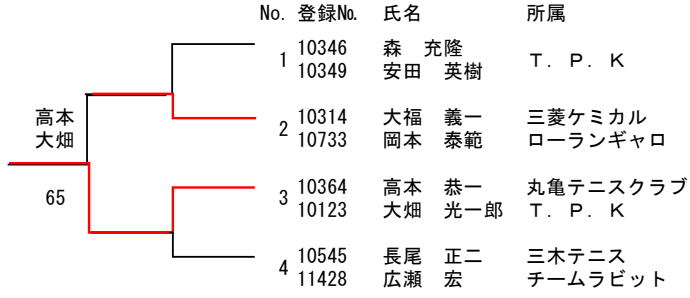 No. 登録№ 氏名 所属
1 10346 森 充隆 Ｔ．Ｐ．Ｋ
10349 安田 英樹
高本
大畑
2 10314 大福 義一 三菱ケミカル
10733 岡本 泰範 ローランギャロ
65
3 10364 高本 恭一 丸亀テニスクラブ
10123 大畑 光一郎 Ｔ．Ｐ．Ｋ
4 10545 長尾 正二 三木テニス
11428 広瀬 宏 チームラビット